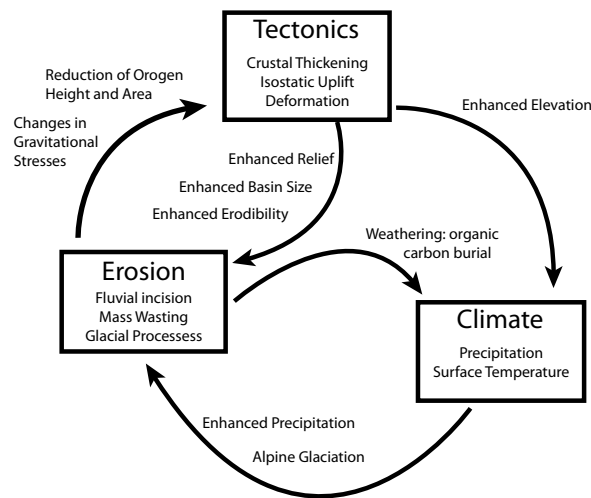 Tectonics
Crustal Thickening
Isostatic Uplift
Deformation
Reduction of Orogen
Height and Area
Changes in
Gravitational
Stresses
Enhanced Elevation
Enhanced Relief
Enhanced Basin Size
Enhanced Erodibility
Weathering: organic
carbon burial
Erosion
Fluvial incision
Mass Wasting
Glacial Processess
Climate
Precipitation
Surface Temperature
Enhanced Precipitation
Alpine Glaciation